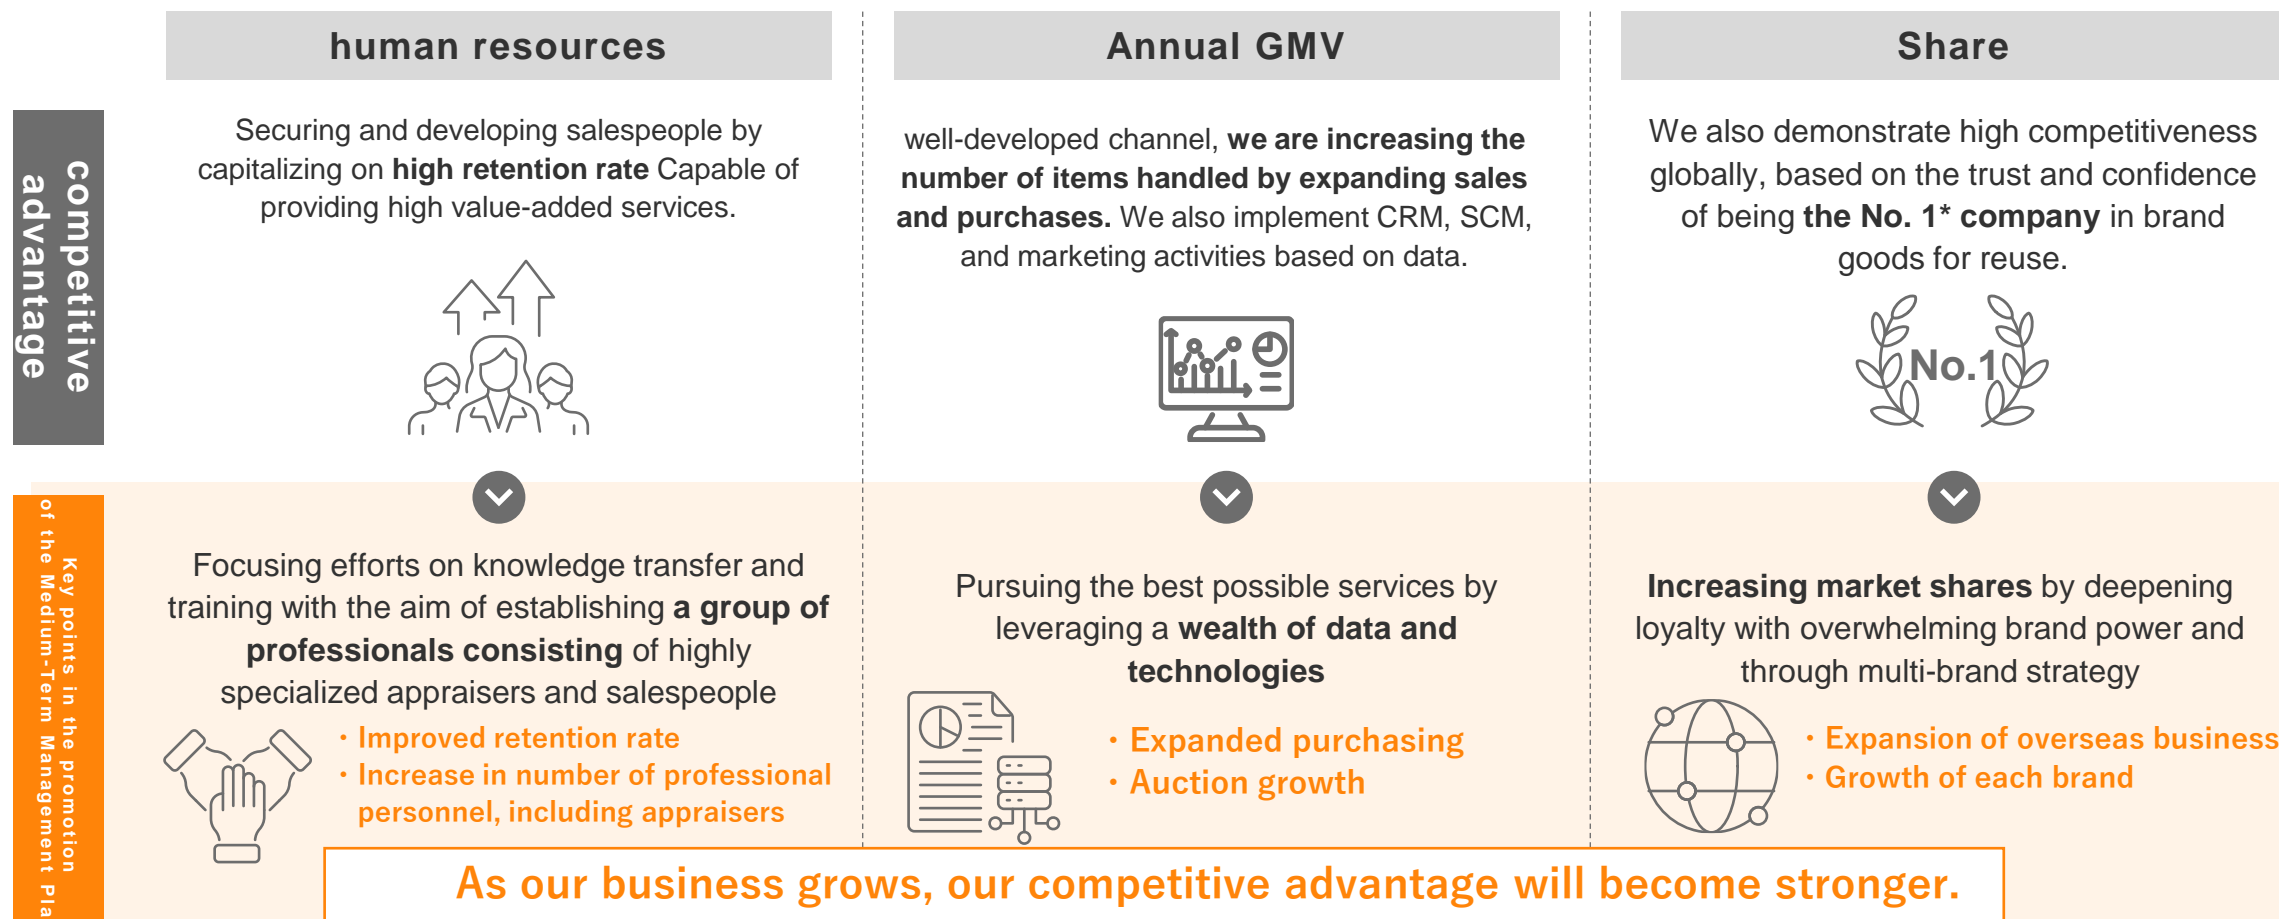 human resources
Annual GMV
Share
competitive
advantage
Securing and developing salespeople by
capitalizing on high retention rate Capable of
providing high value-added services.
well-developed channel, we are increasing the
number of items handled by expanding sales
and purchases. We also implement CRM, SCM,
and marketing activities based on data.
We also demonstrate high competitiveness
globally, based on the trust and confidence
of being the No. 1* company in brand
goods for reuse.
No.1
Key points in the promotion
of the Medium-Term Management Pla
Focusing efforts on knowledge transfer and
training with the aim of establishing a group of
professionals consisting of highly
specialized appraisers and salespeople
・Improved retention rate
・Increase in number of professional
personnel, including appraisers
Pursuing the best possible services by
leveraging a wealth of data and
technologies
・Expanded purchasing
・Auction growth
Increasing market shares by deepening
loyalty with overwhelming brand power and
through multi-brand strategy
・Expansion of overseas business
・Growth of each brand
As our business grows, our competitive advantage will become stronger.